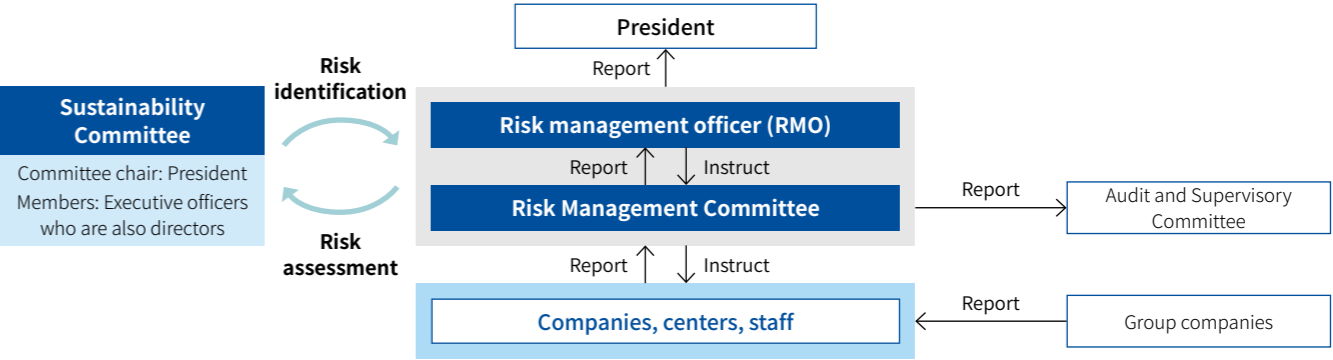 President
Report
Risk
identification
Sustainability
Committee
Committee chair: President
Members: Executive officers
who are also directors
Risk
assessment
Risk management officer (RMO)
Report
Instruct
Risk Management Committee
Report
Audit and Supervisory
Committee
Report
Instruct
Companies, centers, staff
Report
Group companies